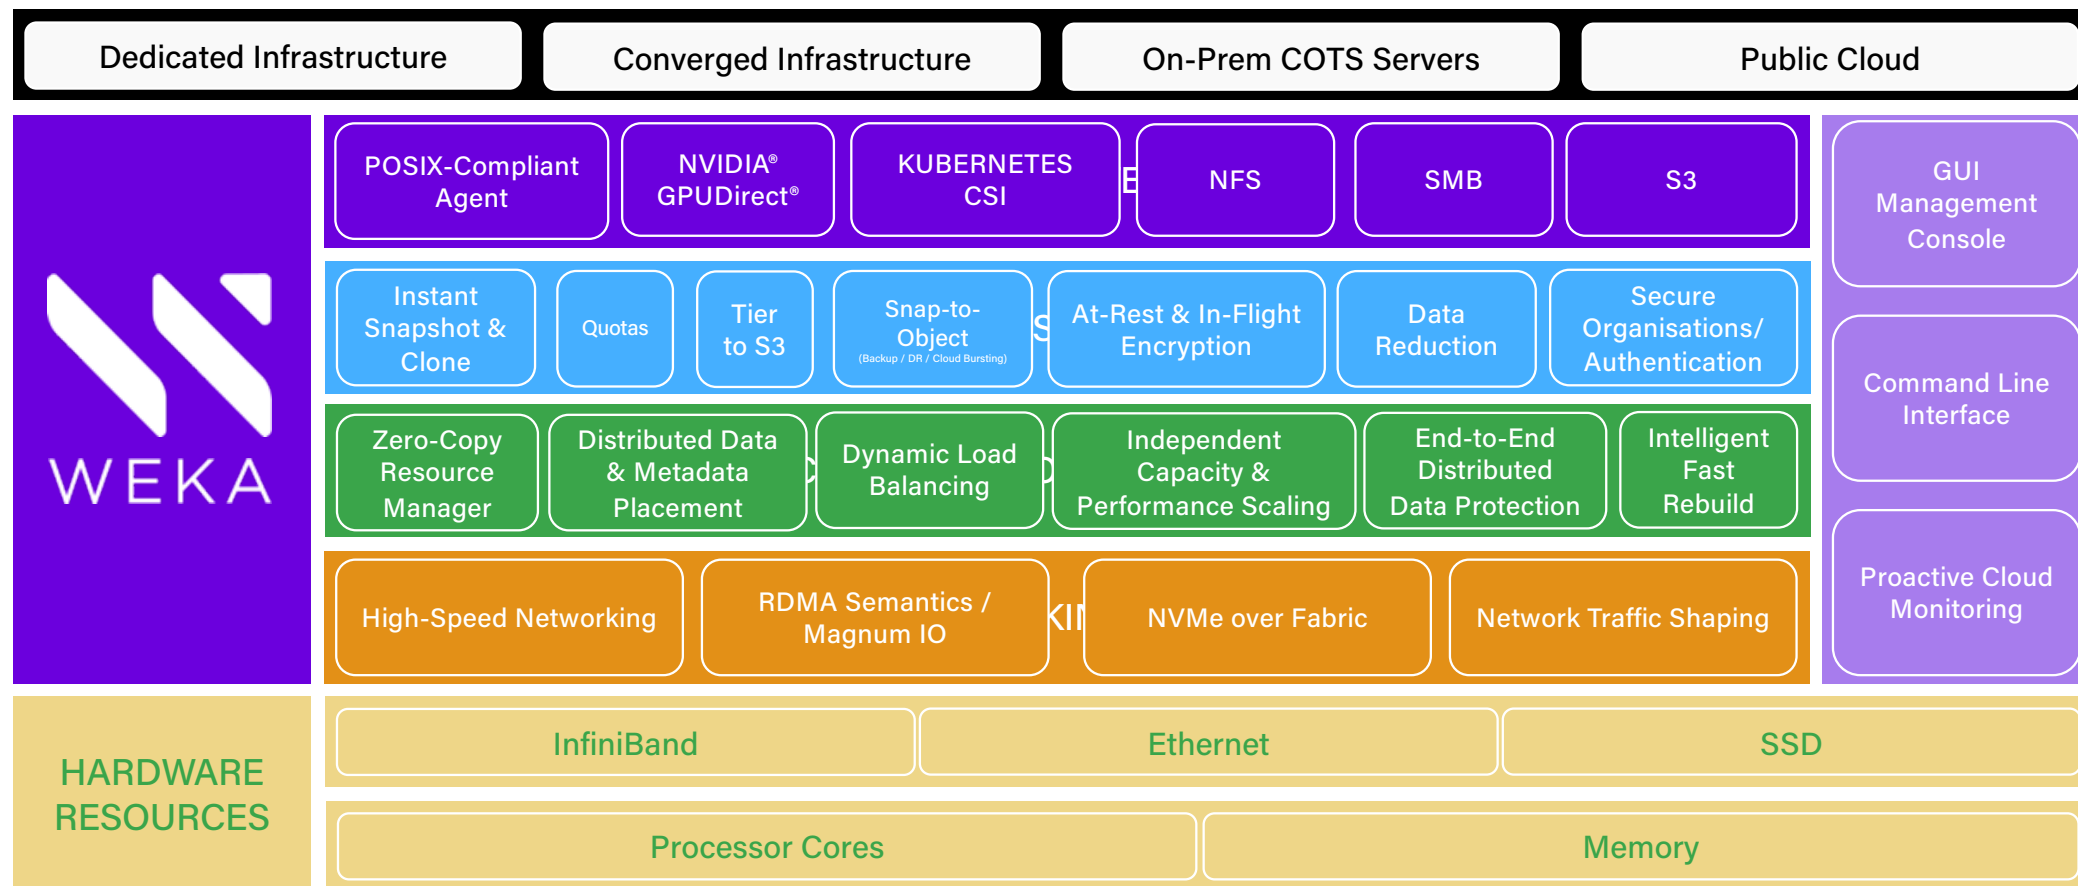 Dedicated Infrastructure
Converged Infrastructure
On-Prem COTS Servers
Public Cloud
WEKA
POSIX-Compliant
Agent
NVIDIA®
GPUDirect®
KUBERNETES
CSI
NFS
SMB
S3
Instant
Snapshot &
Clone
Quotas
Tier
to S3
Snap-to-
Object
(Backup / DR / Cloud Bursting)
At-Rest & In-Flight
Encryption
Data
Reduction
Secure
Organisations/
Authentication
Zero-Copy
Resource
Manager
Distributed Data
& Metadata
Placement
Dynamic Load
Balancing
Independent
Capacity &
Performance Scaling
End-to-End
Distributed
Data Protection
Intelligent
Fast
Rebuild
High-Speed Networking
RDMA Semantics /
Magnum IO
NVMe over Fabric
Network Traffic Shaping
GUI
Management
Console
Command Line
Interface
Proactive Cloud
Monitoring
HARDWARE
RESOURCES
InfiniBand
Ethernet
SSD
Processor Cores
Memory